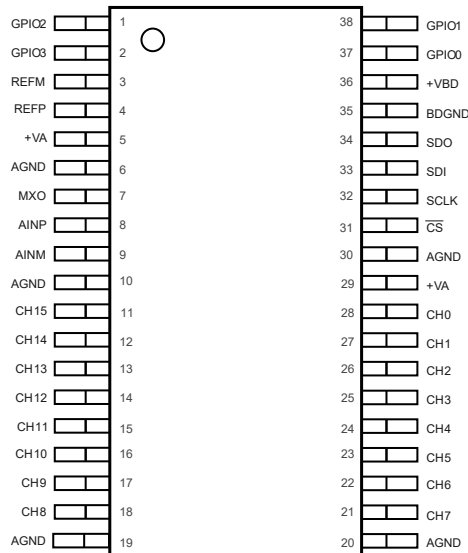 GPIO2 1 38 GPIO1
GPIO3 2 37 GPIO0
REFM 3 36 +VBD
REFP 4 35 BDGND
+VA 5 34 SDO
AGND 6 33 SDI
MXO 7 32 SCLK
AINP 8 31 C̅S̅
AINM 9 30 AGND
AGND 10 29 +VA
CH15 11 28 CH0
CH14 12 27 CH1
CH13 13 26 CH2
CH12 14 25 CH3
CH11 15 24 CH4
CH10 16 23 CH5
CH9 17 22 CH6
CH8 18 21 CH7
AGND 19 20 AGND